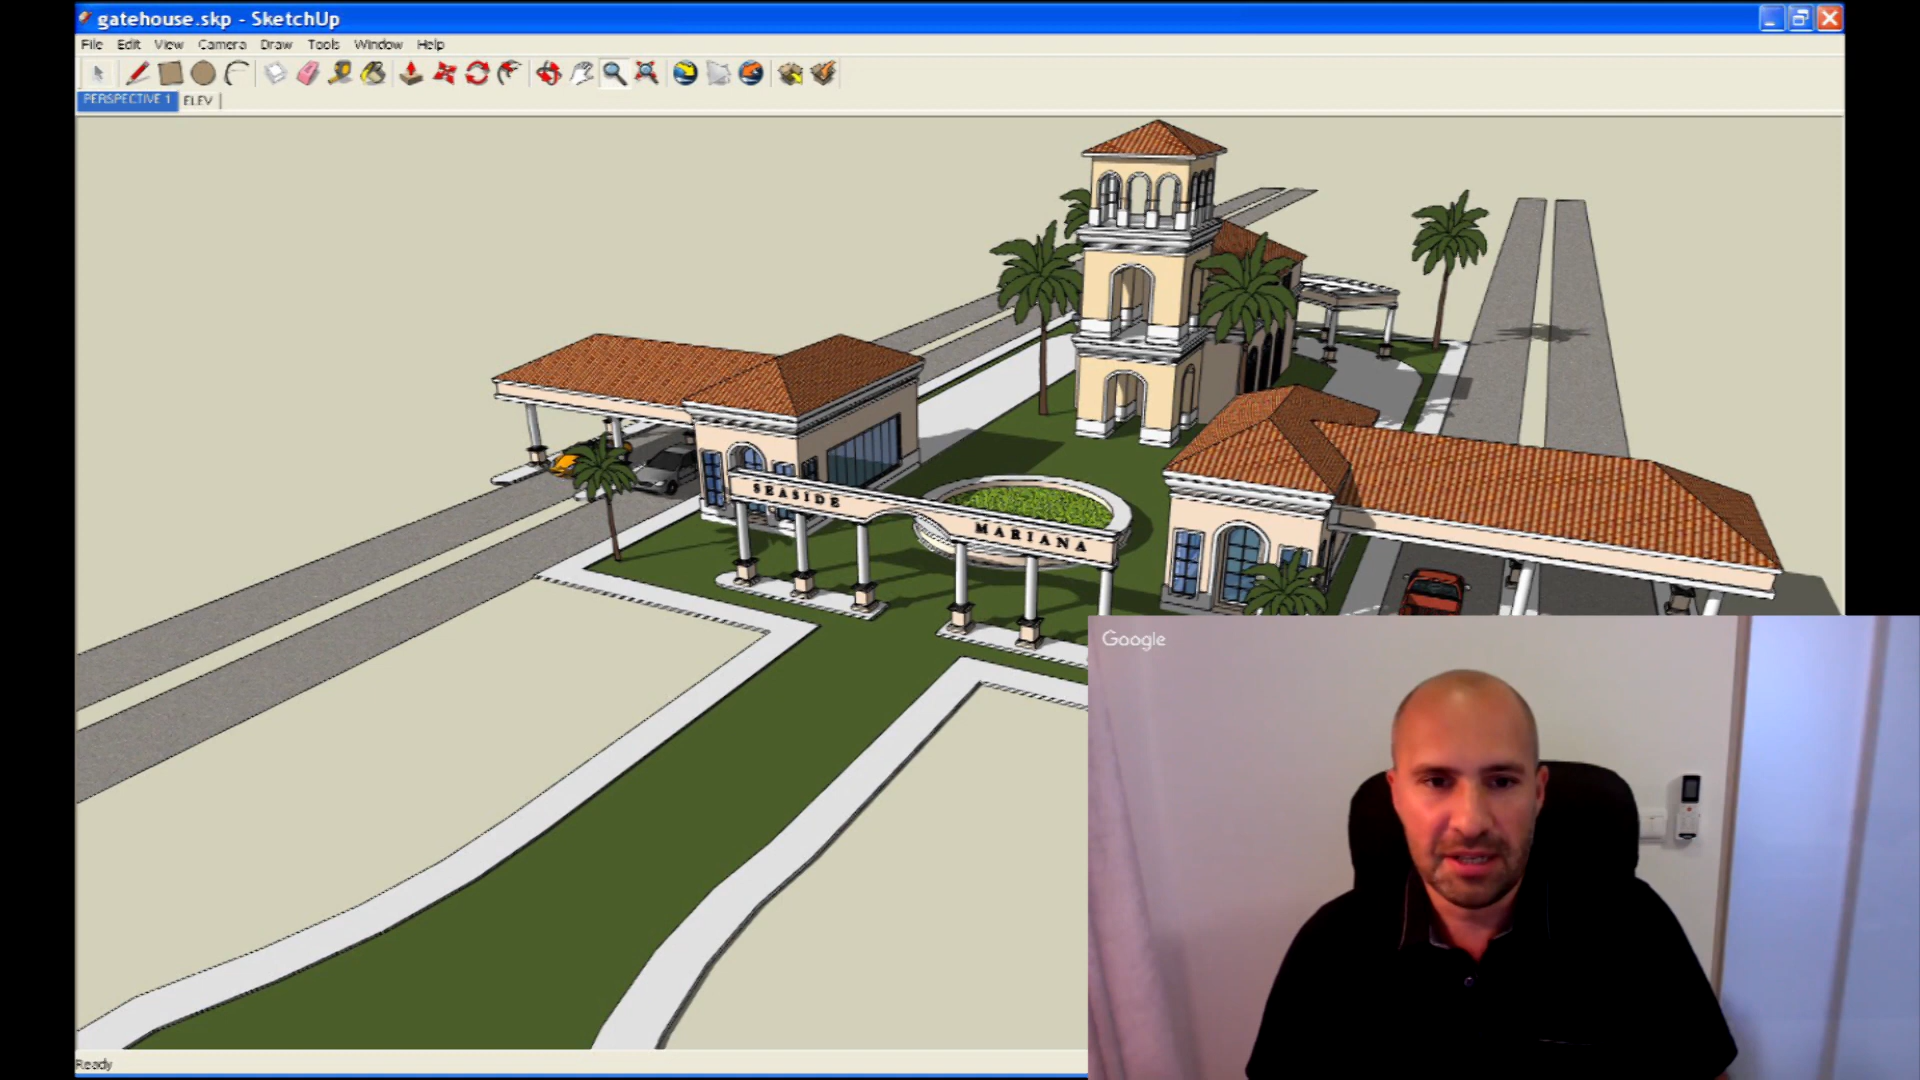 gatehouse.skp - SketchUp
File Edit View Camera Draw Tools Window Help
PERSPECTIVE 1 ELEV
SEASIDE MARIANA
Google
Ready